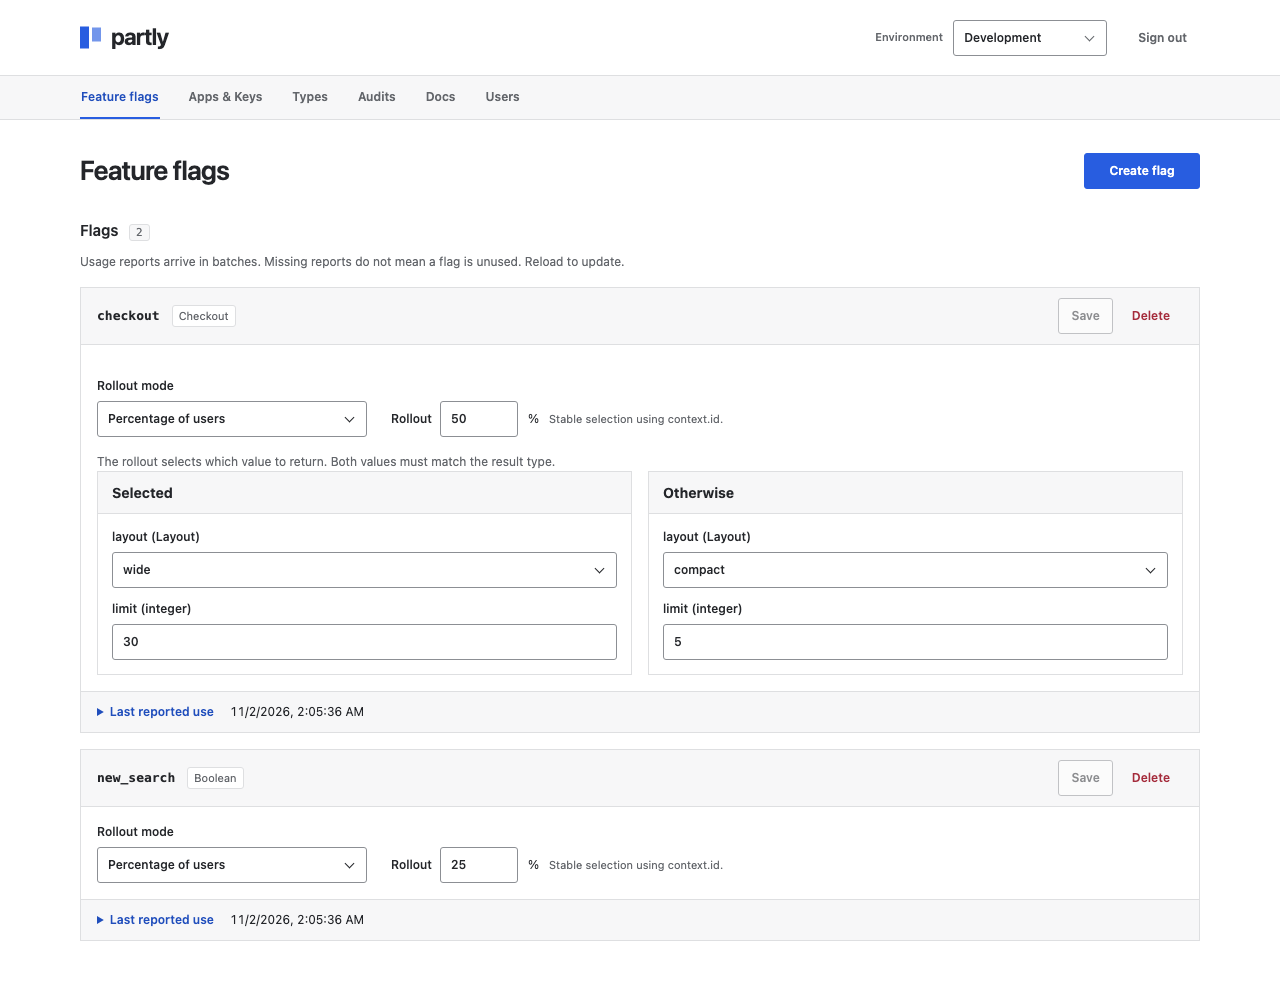 partly
Environment Development Sign out
Feature flags Apps & Keys Types Audits Docs Users
Feature flags Create flag
Flags 2
Usage reports arrive in batches. Missing reports do not mean a flag is unused. Reload to update.
checkout Checkout Save Delete
Rollout mode
Percentage of users Rollout 50 % Stable selection using context.id.
The rollout selects which value to return. Both values must match the result type.
Selected
layout (Layout)
wide
limit (integer)
30
Otherwise
layout (Layout)
compact
limit (integer)
5
Last reported use 11/2/2026, 2:05:36 AM
new_search Boolean Save Delete
Rollout mode
Percentage of users Rollout 25 % Stable selection using context.id.
Last reported use 11/2/2026, 2:05:36 AM